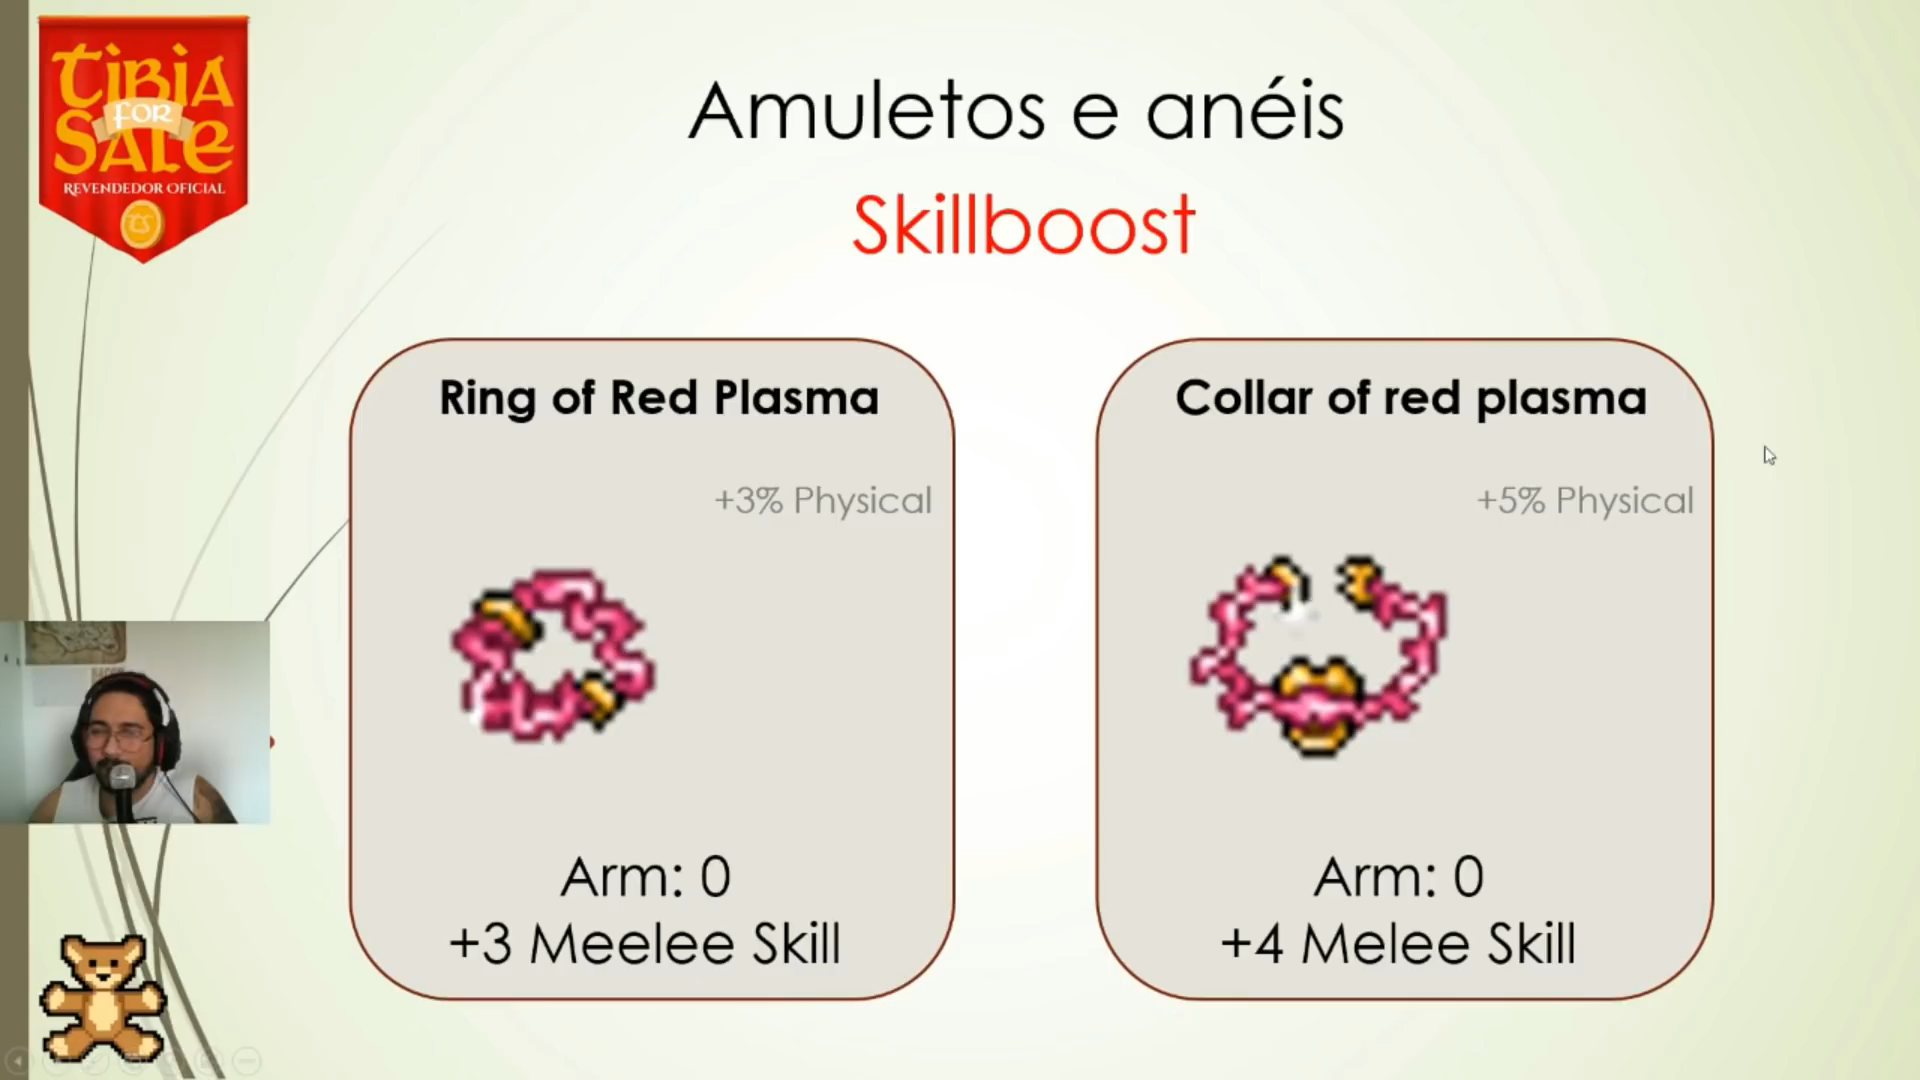 TIBIA
FOR
SALE
REVENDEDOR OFICIAL
Amuletos e anéis
Skillboost
Ring of Red Plasma
+3% Physical
Arm: 0
+3 Meelee Skill
Collar of red plasma
+5% Physical
Arm: 0
+4 Melee Skill